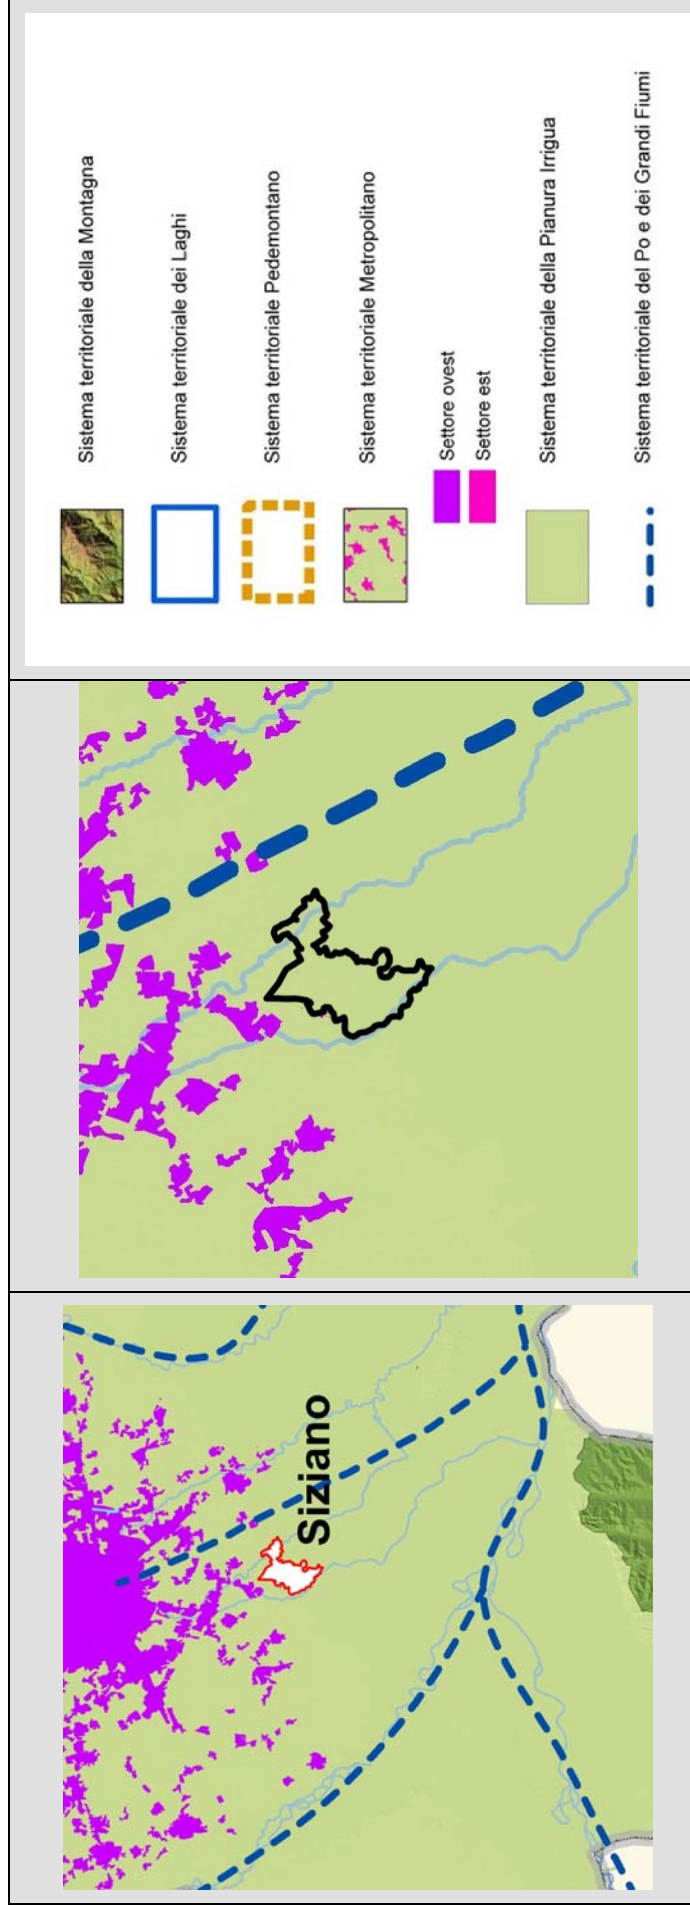 Sistema territoriale della Montagna
Sistema territoriale dei Laghi
Sistema territoriale Pedemontano
Sistema territoriale Metropolitano
Settore ovest
Settore est
Sistema territoriale della Pianura Irrigua
Sistema territoriale del Po e dei Grandi Fiumi
Siziano